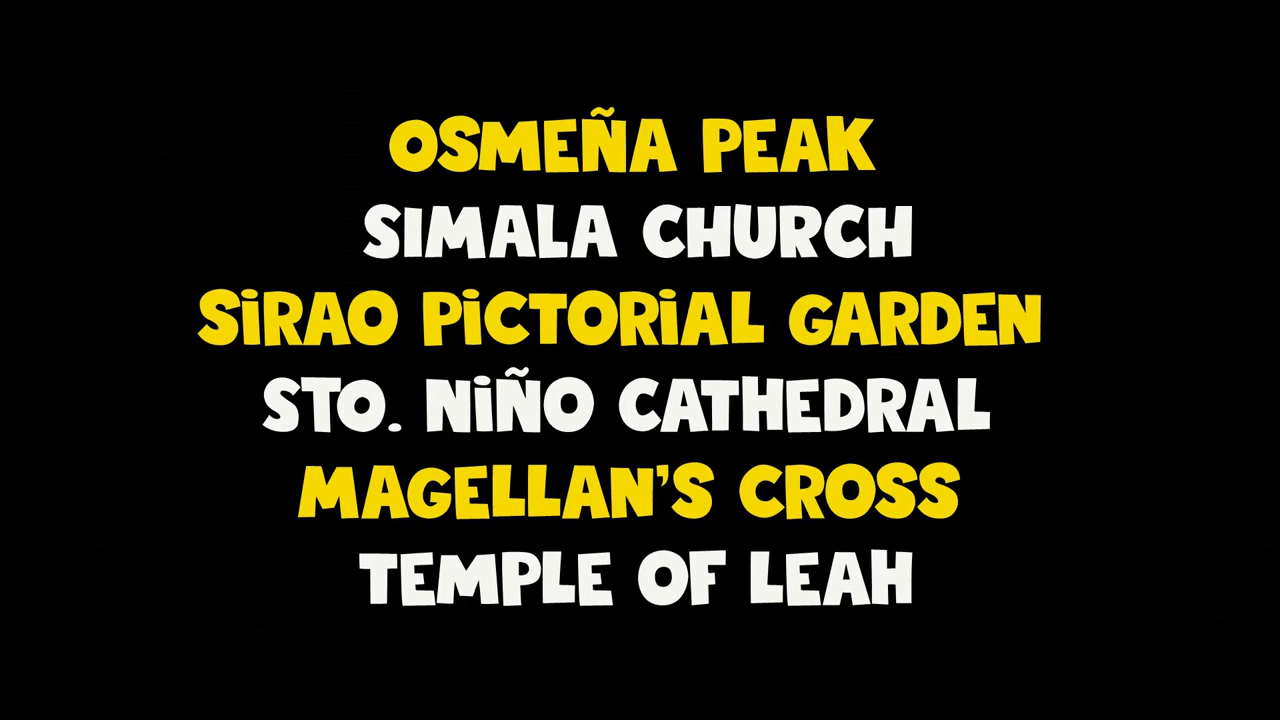 OSMEÑA PEAK
SIMALA CHURCH
SiRAO PiCTORiAL GARDEN
STO. NiÑO CATHEDRAL
MAGELLAN'S CROSS
TEMPLE OF LEAH